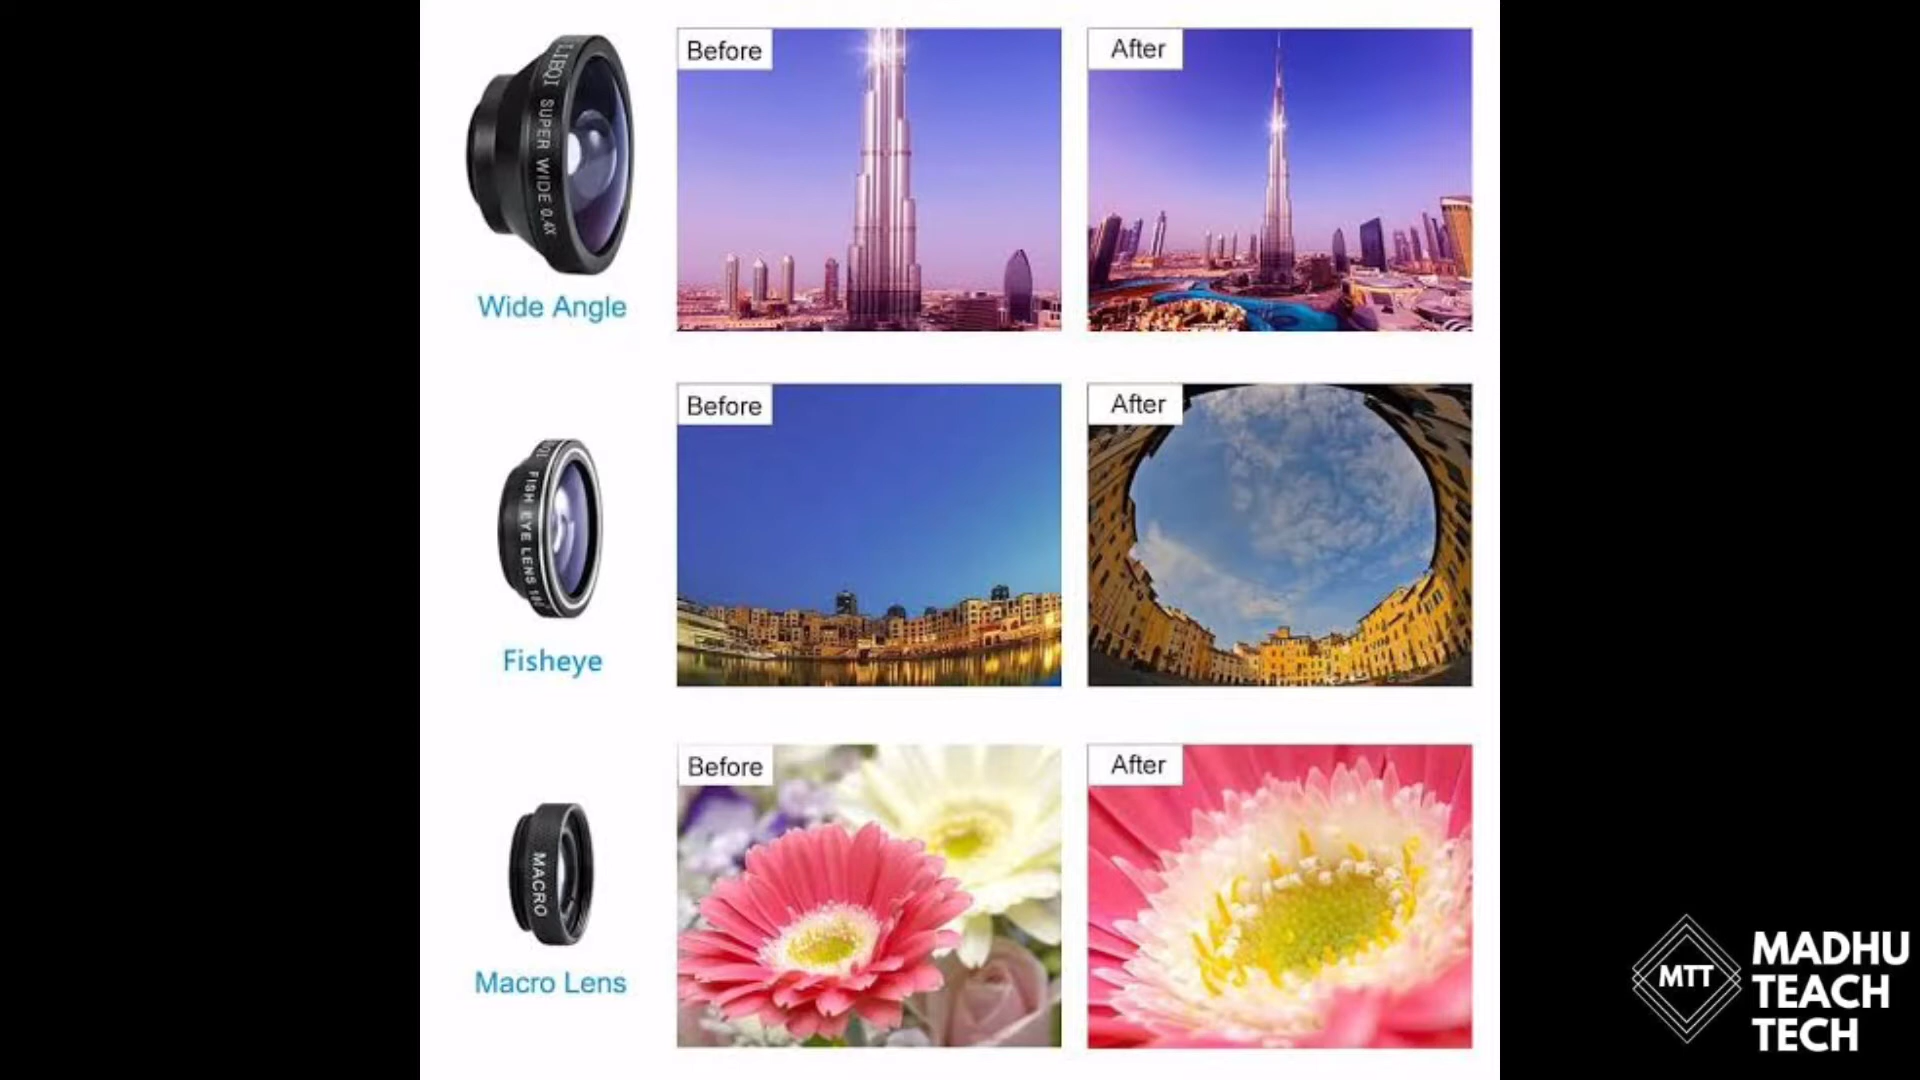 LIEQI SUPER WIDE 0.4X
Wide Angle
Before
After
FISH EYE LENS
Fisheye
Before
After
MACRO
Macro Lens
Before
After
MTT
MADHU
TEACH
TECH